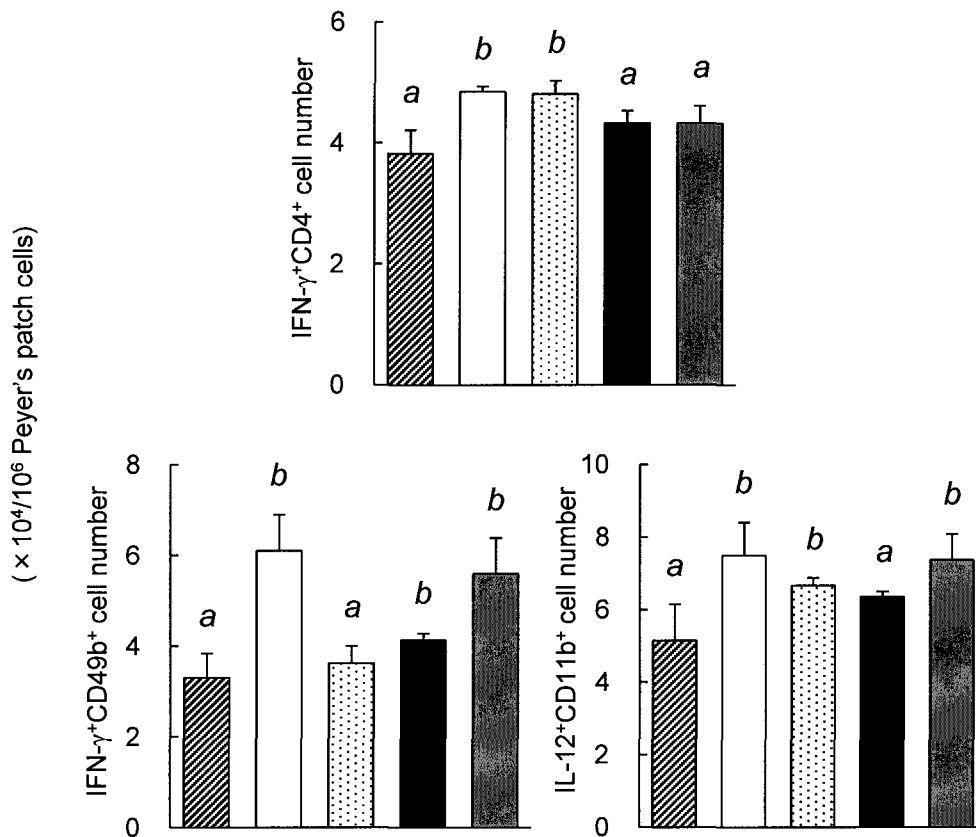 (×10⁴/10⁶ Peyer's patch cells)
IFN-γ⁺CD4⁺ cell number
6
4
2
0
a
b
b
a
a
IFN-γ⁺CD49b⁺ cell number
8
6
4
2
0
a
b
a
b
b
IL-12⁺CD11b⁺ cell number
10
8
6
4
2
0
a
b
b
a
b